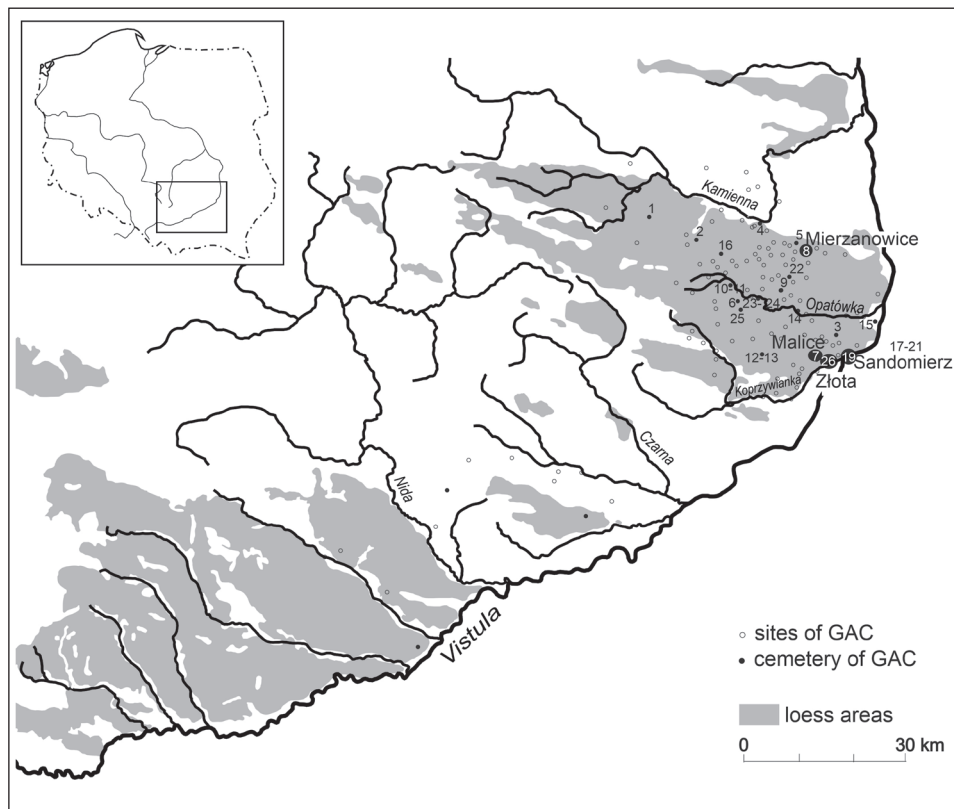 Kamienna
1
2
4
5 Mierzanowice
8
16
22
9
10-11
Opatówka
6 23-24
25
14
3
15
Malice
17-21
12-13
7 26 19 Sandomierz
Złota
Koprzywianka
Czarna
Nida
Vistula
sites of GAC
cemetery of GAC
loess areas
0 30 km